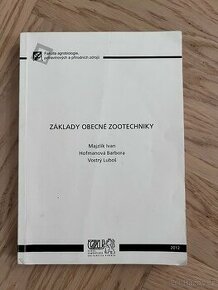 Fakulta agrobiologie,
potravinových a přírodních zdrojů
ZÁKLADY OBECNÉ ZOOTECHNIKY
Majzlík Ivan
Hofmanová Barbora
Vostrý Luboš
2012